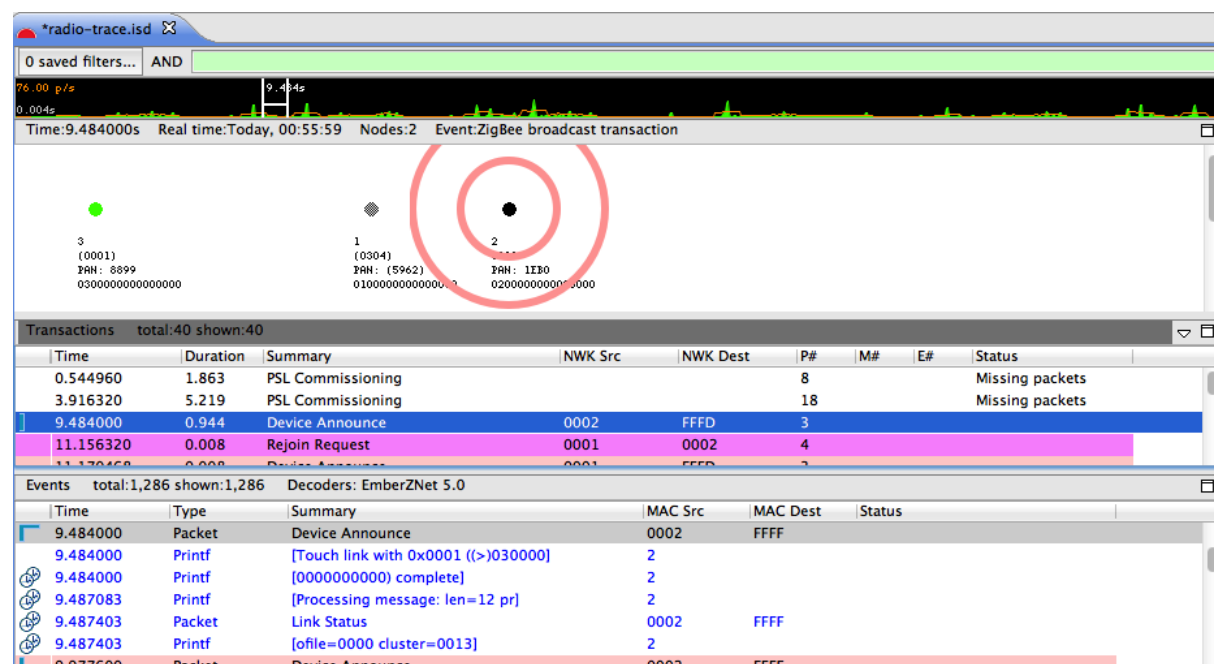 *radio-trace.isd
0 saved filters... AND
76.00 p/s 9.484s
0.004s
Time:9.484000s Real time:Today, 00:55:59 Nodes:2 Event:ZigBee broadcast transaction
3 1 2
(0001) (0304)
PAN: 8899 PAN: (5962) PAN: 1EB0
0300000000000000
Transactions total:40 shown:40
Time Duration Summary NWK Src NWK Dest P# M# E# Status
0.544960 1.863 PSL Commissioning 8 Missing packets
3.916320 5.219 PSL Commissioning 18 Missing packets
9.484000 0.944 Device Announce 0002 FFFD 3
11.156320 0.008 Rejoin Request 0001 0002 4
Events total:1,286 shown:1,286 Decoders: EmberZNet 5.0
Time Type Summary MAC Src MAC Dest Status
9.484000 Packet Device Announce 0002 FFFF
9.484000 Printf [Touch link with 0x0001 ((>)030000] 2
9.484000 Printf [0000000000) complete] 2
9.487083 Printf [Processing message: len=12 pr] 2
9.487403 Packet Link Status 0002 FFFF
9.487403 Printf [ofile=0000 cluster=0013] 2